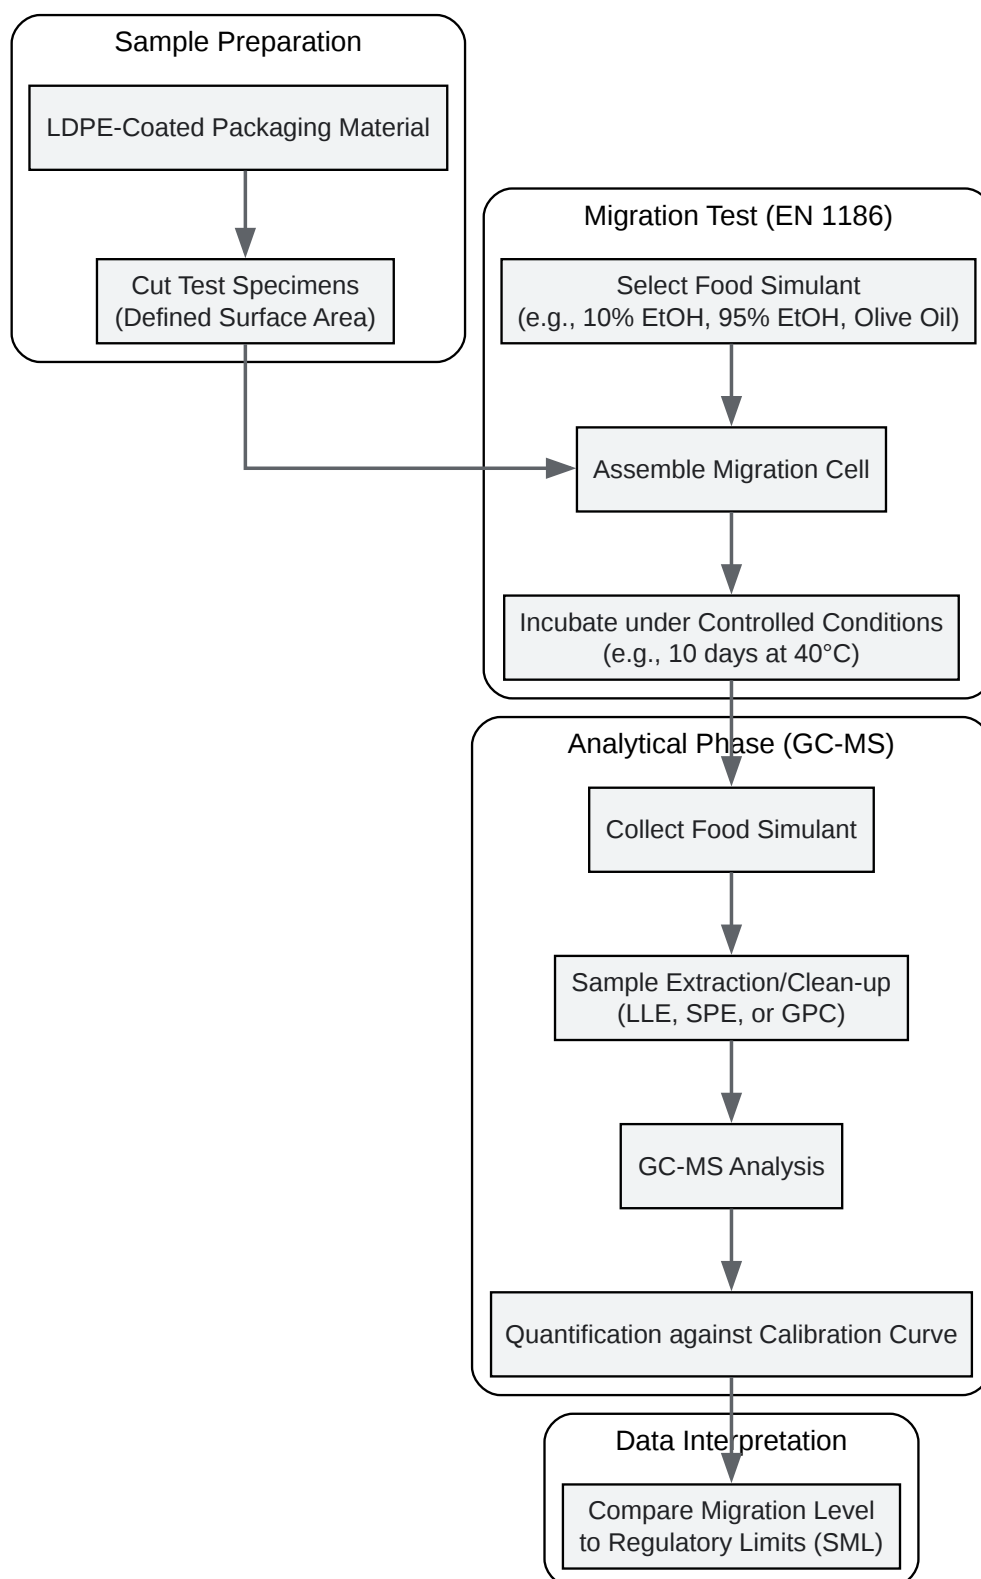 Sample Preparation
LDPE-Coated Packaging Material
Cut Test Specimens
(Defined Surface Area)
Migration Test (EN 1186)
Select Food Simulant
(e.g., 10% EtOH, 95% EtOH, Olive Oil)
Assemble Migration Cell
Incubate under Controlled Conditions
(e.g., 10 days at 40°C)
Analytical Phase (GC-MS)
Collect Food Simulant
Sample Extraction/Clean-up
(LLE, SPE, or GPC)
GC-MS Analysis
Quantification against Calibration Curve
Data Interpretation
Compare Migration Level
to Regulatory Limits (SML)